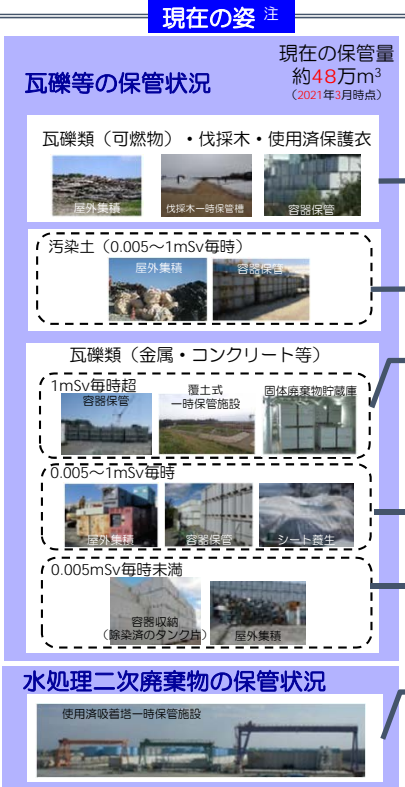 現在の姿 注
瓦礫等の保管状況
現在の保管量
約48万m³
（2021年3月時点）
瓦礫類（可燃物）・伐採木・使用済保護衣
屋外集積
伐採木一時保管槽
容器保管
汚染土（0.005～1mSv毎時）
屋外集積
容器保管
瓦礫類（金属・コンクリート等）
1mSv毎時超
容器保管
覆土式
一時保管施設
固体廃棄物貯蔵庫
0.005～1mSv毎時
屋外集積
容器保管
シート養生
0.005mSv毎時未満
容器収納
（除染済のタンク片）
屋外集積
水処理二次廃棄物の保管状況
使用済吸着塔一時保管施設